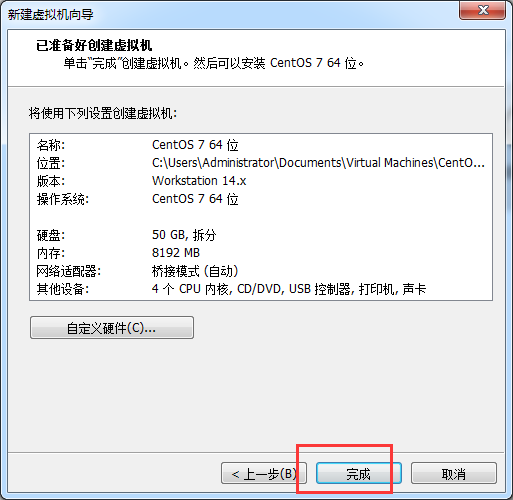 新建虚拟机向导
已准备好创建虚拟机
单击“完成”创建虚拟机。然后可以安装 CentOS 7 64 位。
将使用下列设置创建虚拟机:
名称: CentOS 7 64 位
位置: C:\Users\Administrator\Documents\Virtual Machines\CentO...
版本: Workstation 14.x
操作系统: CentOS 7 64 位
硬盘: 50 GB, 拆分
内存: 8192 MB
网络适配器: 桥接模式 (自动)
其他设备: 4 个 CPU 内核, CD/DVD, USB 控制器, 打印机, 声卡
自定义硬件(C)...
< 上一步(B) 完成 取消